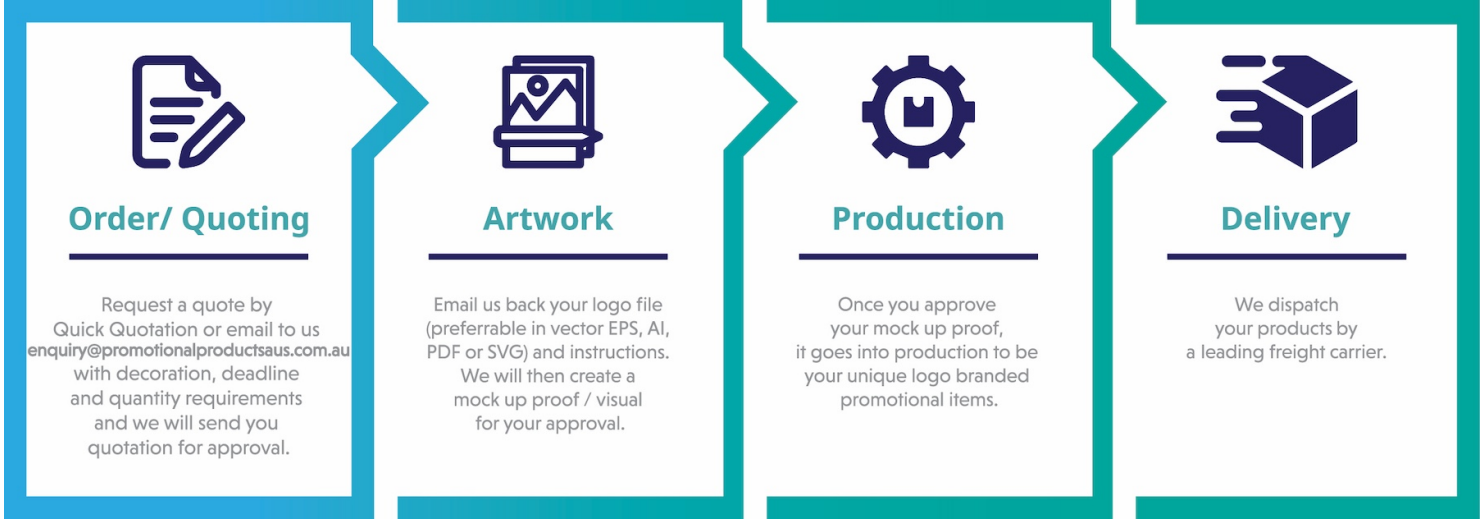 Order/ Quoting
Request a quote by
Quick Quotation or email to us
enquiry@promotionalproductsaus.com.au
with decoration, deadline
and quantity requirements
and we will send you
quotation for approval.
Artwork
Email us back your logo file
(preferrable in vector EPS, AI,
PDF or SVG) and instructions.
We will then create a
mock up proof / visual
for your approval.
Production
Once you approve
your mock up proof,
it goes into production to be
your unique logo branded
promotional items.
Delivery
We dispatch
your products by
a leading freight carrier.